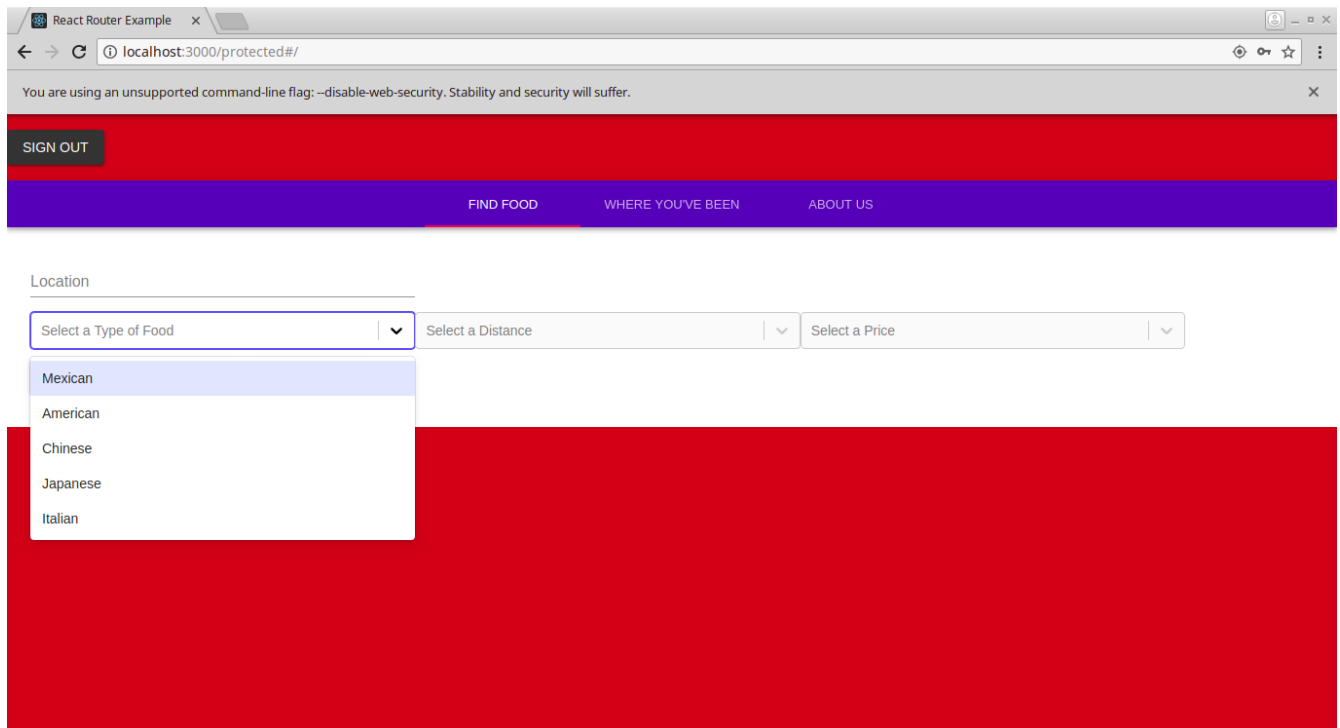 React Router Example
localhost:3000/protected#/
You are using an unsupported command-line flag: --disable-web-security. Stability and security will suffer.
SIGN OUT
FIND FOOD WHERE YOU'VE BEEN ABOUT US
Location
Select a Type of Food Select a Distance Select a Price
Mexican
American
Chinese
Japanese
Italian